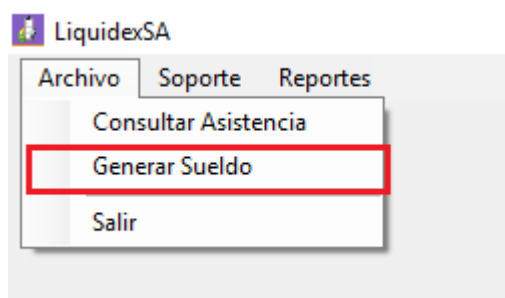 LiquidexSA
Archivo Soporte Reportes
Consultar Asistencia
Generar Sueldo
Salir